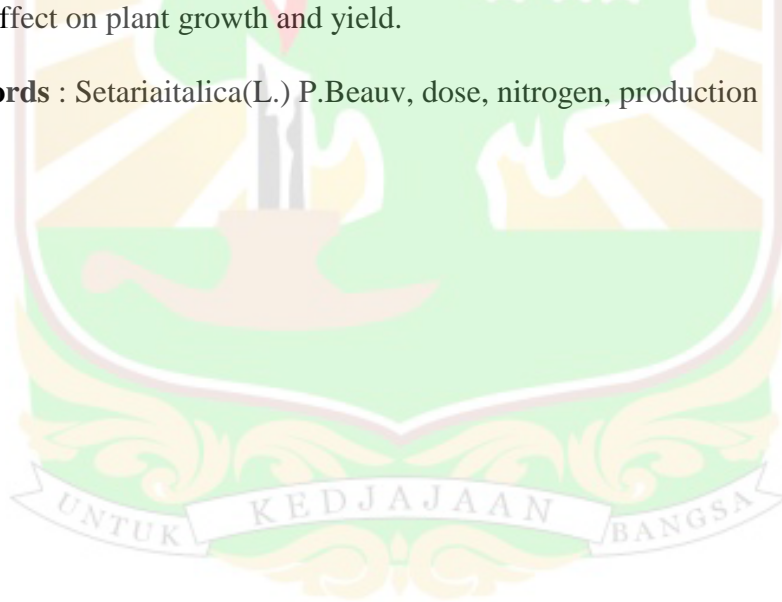 ffect on plant growth and yield.
ords : Setariaitalica(L.) P.Beauv, dose, nitrogen, production
UNTUK KEDJAJAAN BANGSA